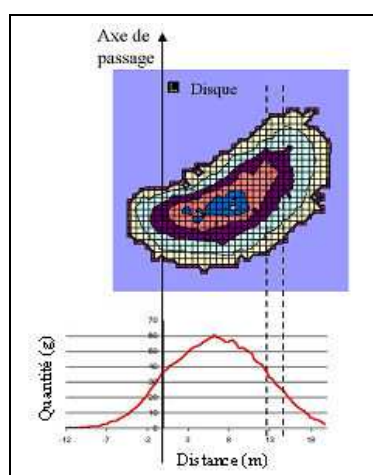 Axe de
passage
L Disque
Quantité (g)
70
60
50
40
30
20
10
0
-12 -7 -2 3 8 13 18
Distance (m)